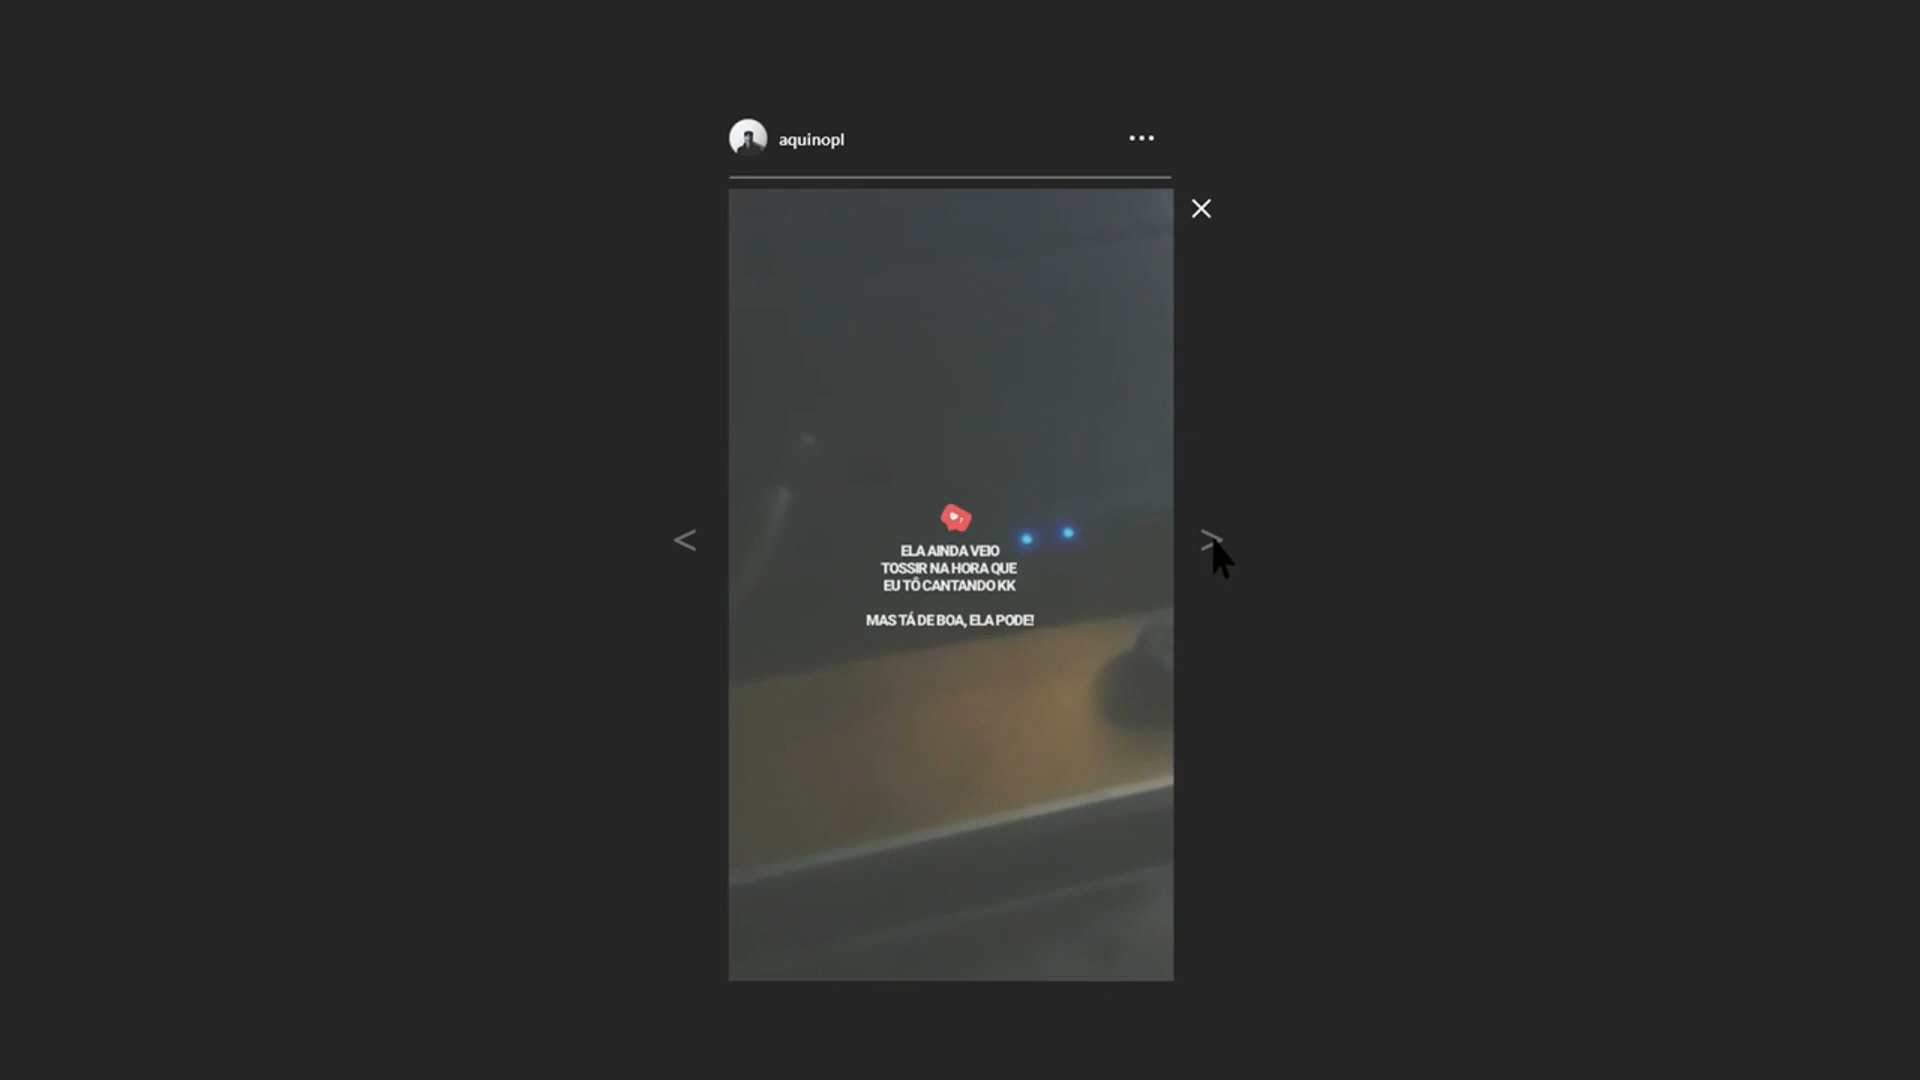 aquinopl
ELA AINDA VEIO
TOSSIR NA HORA QUE
EU TÔ CANTANDO KK
MAS TÁ DE BOA, ELA PODE!